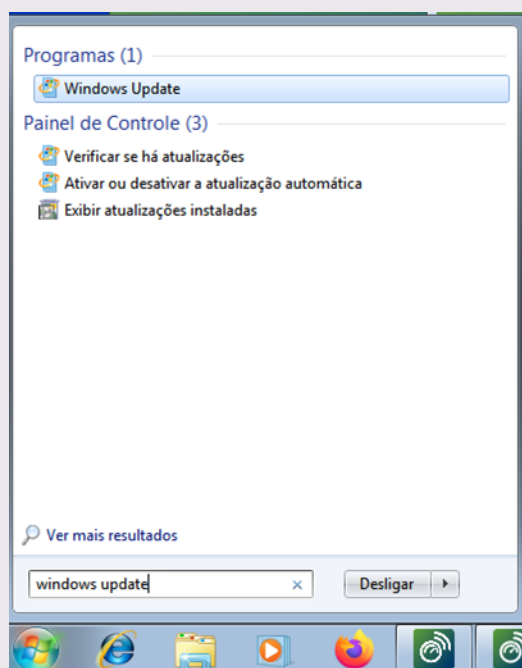 Programas (1)
Windows Update
Painel de Controle (3)
Verificar se há atualizações
Ativar ou desativar a atualização automática
Exibir atualizações instaladas
Ver mais resultados
windows update
Desligar